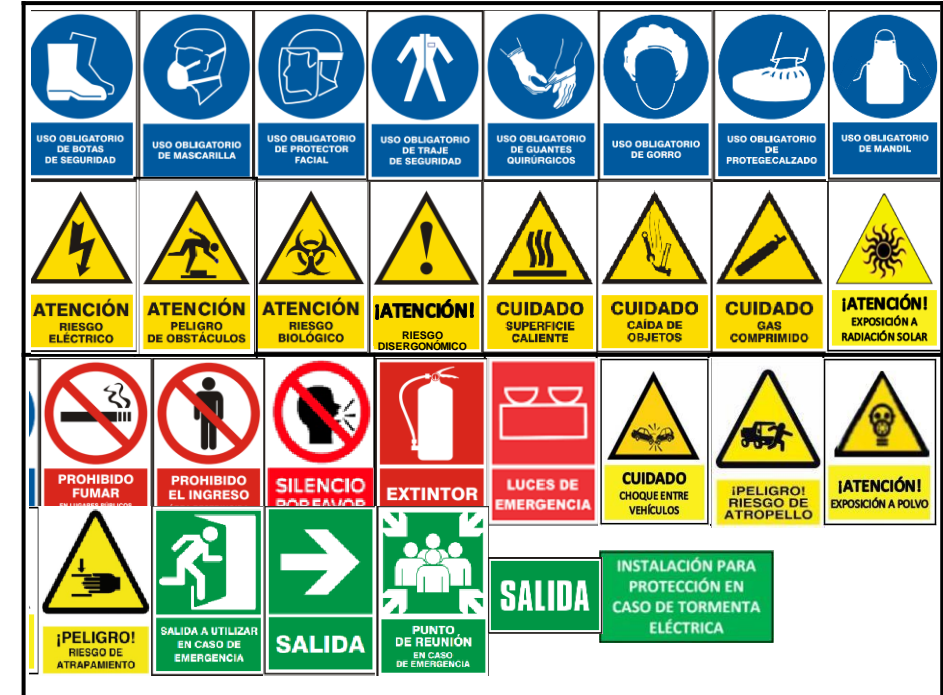 USO OBLIGATORIO
DE BOTAS
DE SEGURIDAD
USO OBLIGATORIO
DE MASCARILLA
USO OBLIGATORIO
DE PROTECTOR
FACIAL
USO OBLIGATORIO
DE TRAJE
DE SEGURIDAD
USO OBLIGATORIO
DE GUANTES
QUIRÚRGICOS
USO OBLIGATORIO
DE GORRO
USO OBLIGATORIO
DE
PROTEGECALZADO
USO OBLIGATORIO
DE MANDIL
ATENCIÓN
RIESGO
ELÉCTRICO
ATENCIÓN
PELIGRO
DE OBSTÁCULOS
ATENCIÓN
RIESGO
BIOLÓGICO
¡ATENCIÓN!
RIESGO
DISERGONÓMICO
CUIDADO
SUPERFICIE
CALIENTE
CUIDADO
CAÍDA DE
OBJETOS
CUIDADO
GAS
COMPRIMIDO
¡ATENCIÓN!
EXPOSICIÓN A
RADIACIÓN SOLAR
PROHIBIDO
FUMAR
EN LUGARES PÚBLICOS
PROHIBIDO
EL INGRESO
SILENCIO
POR FAVOR
EXTINTOR
LUCES DE
EMERGENCIA
CUIDADO
CHOQUE ENTRE
VEHÍCULOS
¡PELIGRO!
RIESGO DE
ATROPELLO
¡ATENCIÓN!
EXPOSICIÓN A POLVO
¡PELIGRO!
RIESGO DE
ATRAPAMIENTO
SALIDA A UTILIZAR
EN CASO DE
EMERGENCIA
SALIDA
PUNTO
DE REUNIÓN
EN CASO
DE EMERGENCIA
SALIDA
INSTALACIÓN PARA
PROTECCIÓN EN
CASO DE TORMENTA
ELÉCTRICA